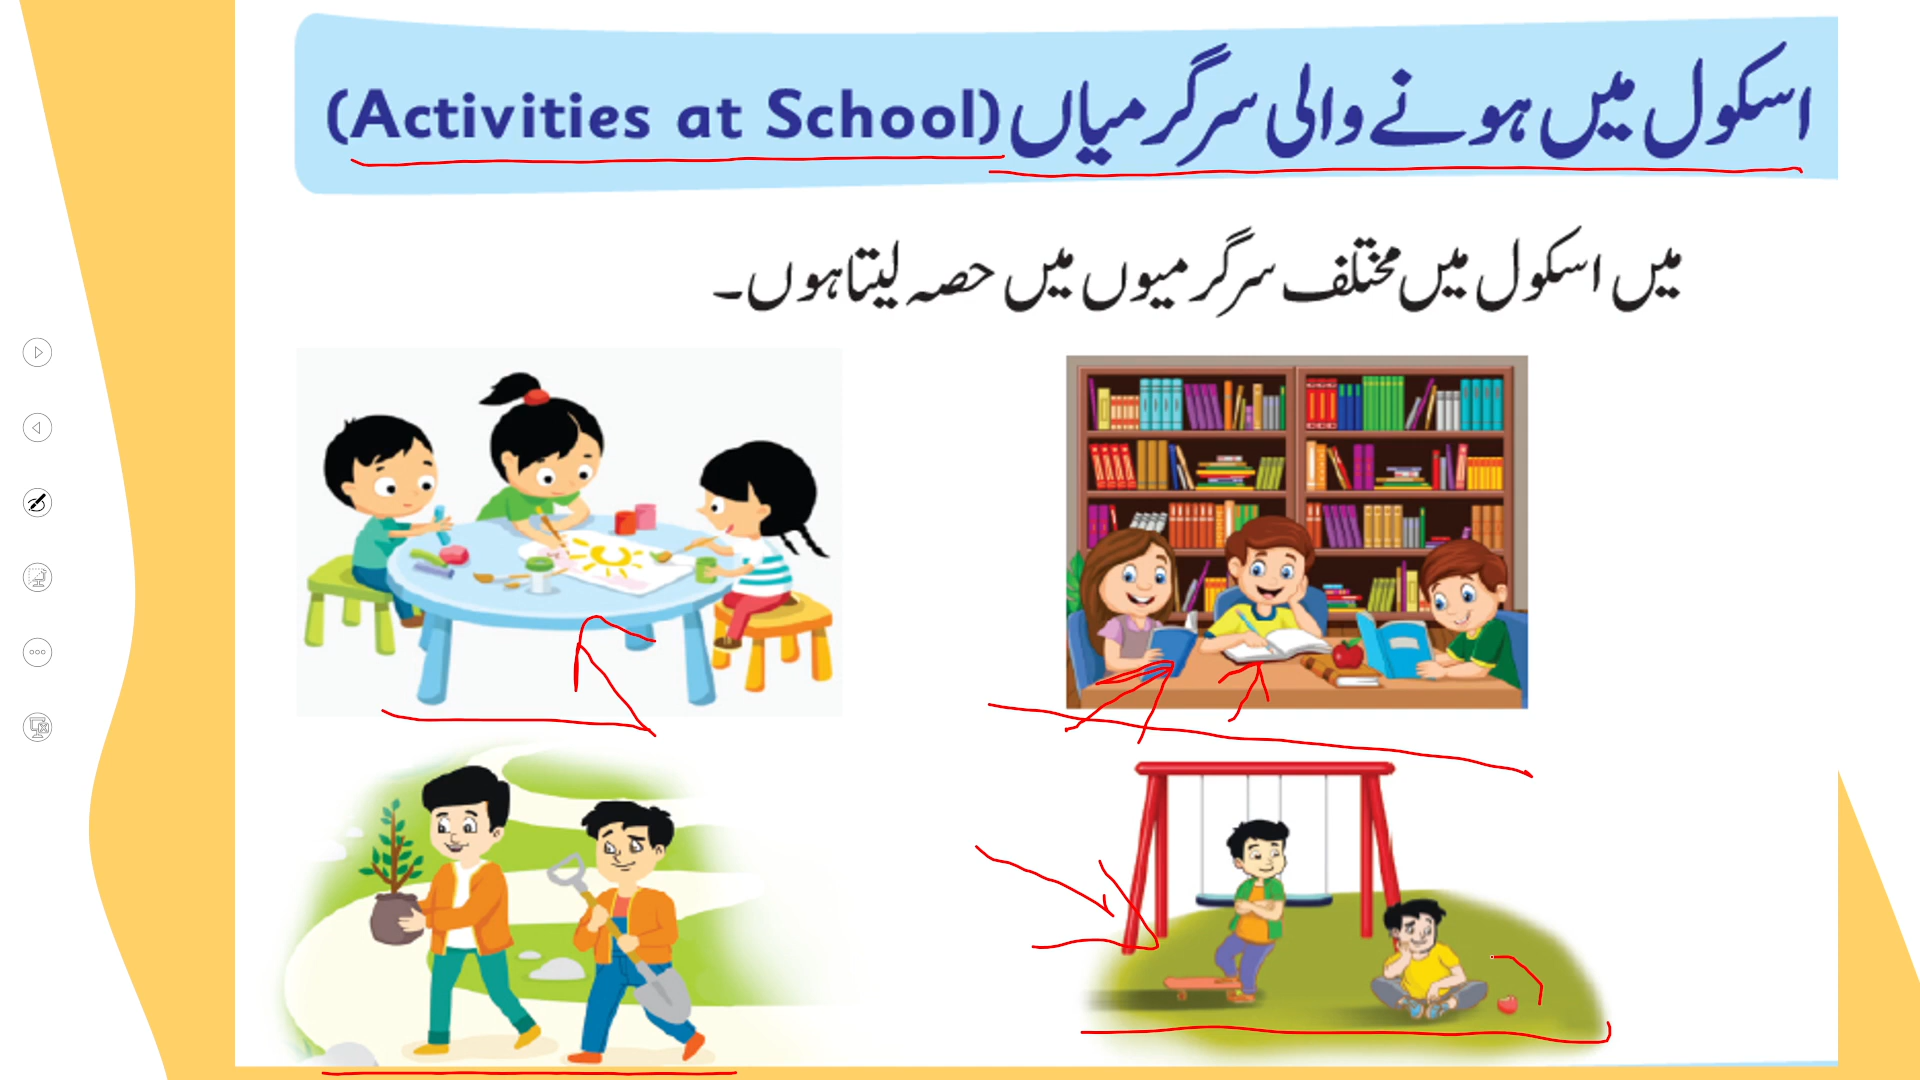 اسکول میں ہونے والی سرگرمیاں (Activities at School)
میں اسکول میں مختلف سرگرمیوں میں حصہ لیتا ہوں۔